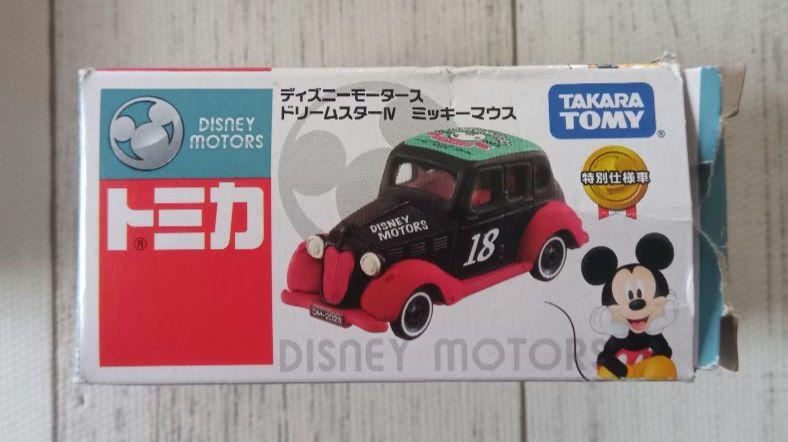 DISNEY
MOTORS
トミカ
®
ディズニーモータース
ドリームスターⅣ ミッキーマウス
TAKARA
TOMY
®
特別仕様車
DISNEY
MOTORS
18
DM-2023
DISNEY MOTORS